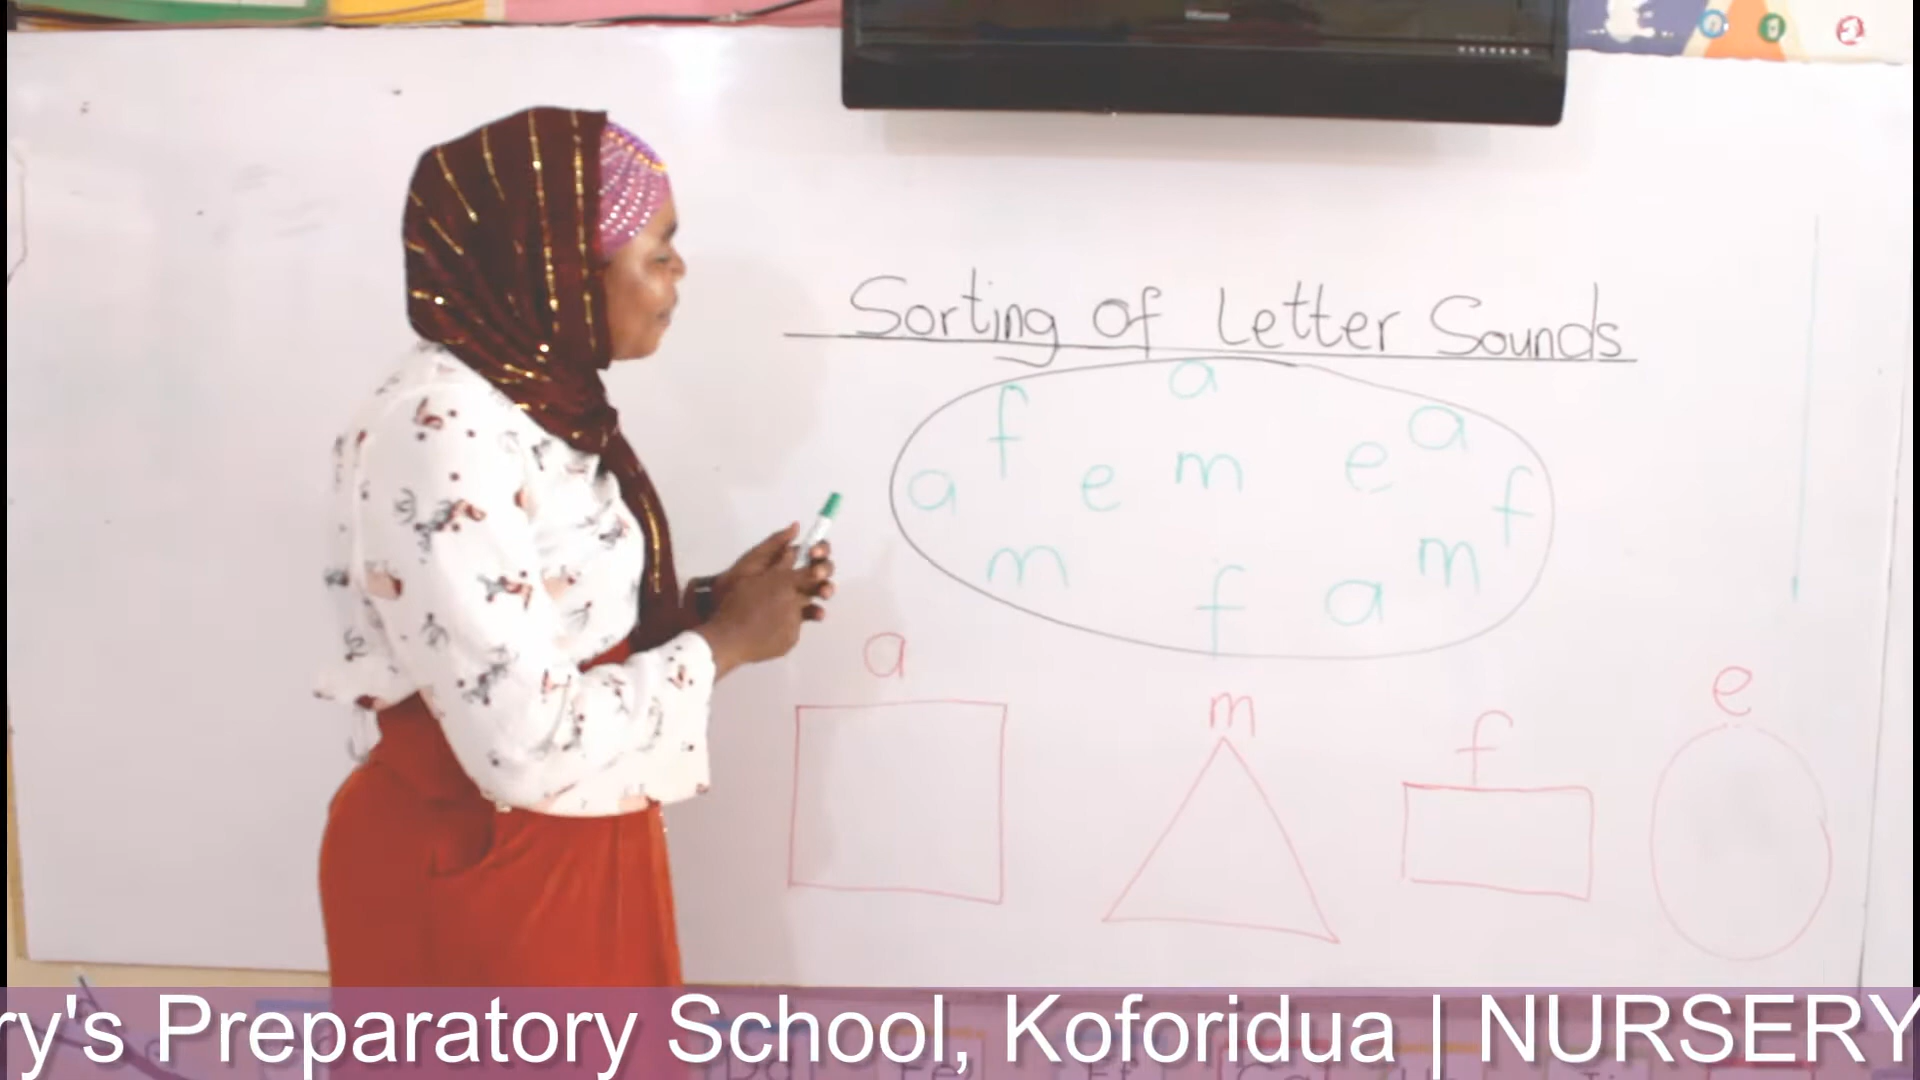 Sorting of Letter Sounds
a
f a
a e m e f
m f a m
a m f e
ry's Preparatory School, Koforidua | NURSERY